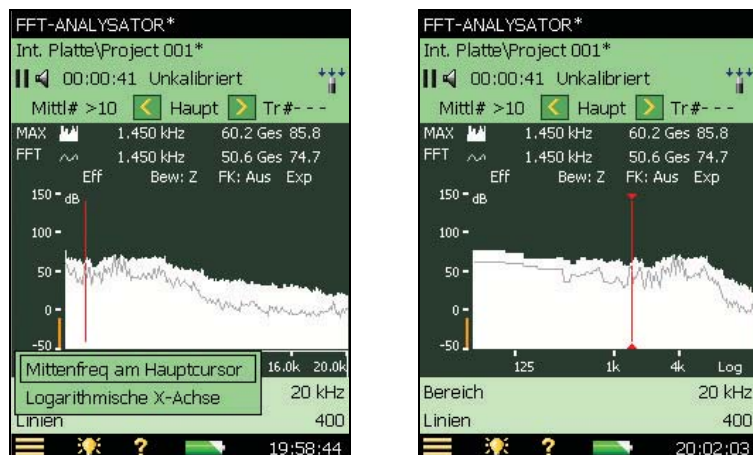 FFT-ANALYSATOR*
Int. Platte\Project 001*
00:00:41 Unkalibriert
Mittl# >10 < Haupt > Tr#- - -
MAX 1.450 kHz 60.2 Ges 85.8
FFT 1.450 kHz 50.6 Ges 74.7
Eff Bew: Z FK: Aus Exp
150
dB
100
50
0
-50
Mittenfreq am Hauptcursor
16.0k 20.0k
Logarithmische X-Achse
20 kHz
Linien 400
? 19:58:44
FFT-ANALYSATOR*
Int. Platte\Project 001*
00:00:41 Unkalibriert
Mittl# >10 < Haupt > Tr#- - -
MAX 1.450 kHz 60.2 Ges 85.8
FFT 1.450 kHz 50.6 Ges 74.7
Eff Bew: Z FK: Aus Exp
150
dB
100
50
0
-50
125 1k 4k Log
Bereich 20 kHz
Linien 400
? 20:02:03